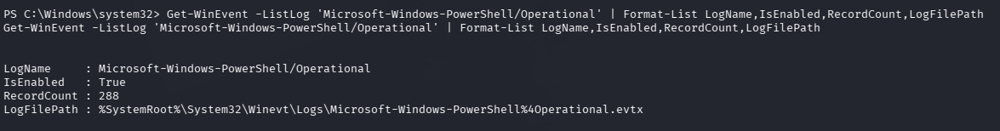 PS C:\Windows\system32> Get-WinEvent -ListLog 'Microsoft-Windows-PowerShell/Operational' | Format-List LogName,IsEnabled,RecordCount,LogFilePath
Get-WinEvent -ListLog 'Microsoft-Windows-PowerShell/Operational' | Format-List LogName,IsEnabled,RecordCount,LogFilePath
LogName     : Microsoft-Windows-PowerShell/Operational
IsEnabled   : True
RecordCount : 288
LogFilePath : %SystemRoot%\System32\Winevt\Logs\Microsoft-Windows-PowerShell%4Operational.evtx